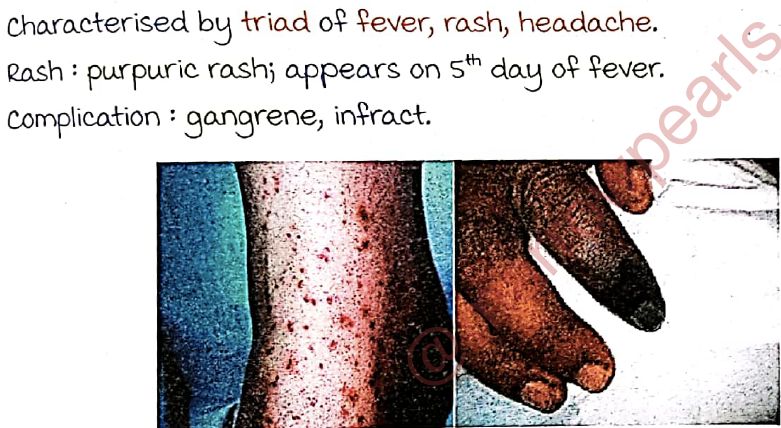 Characterised by triad of fever, rash, headache.
Rash : purpuric rash; appears on 5th day of fever.
Complication : gangrene, infract.